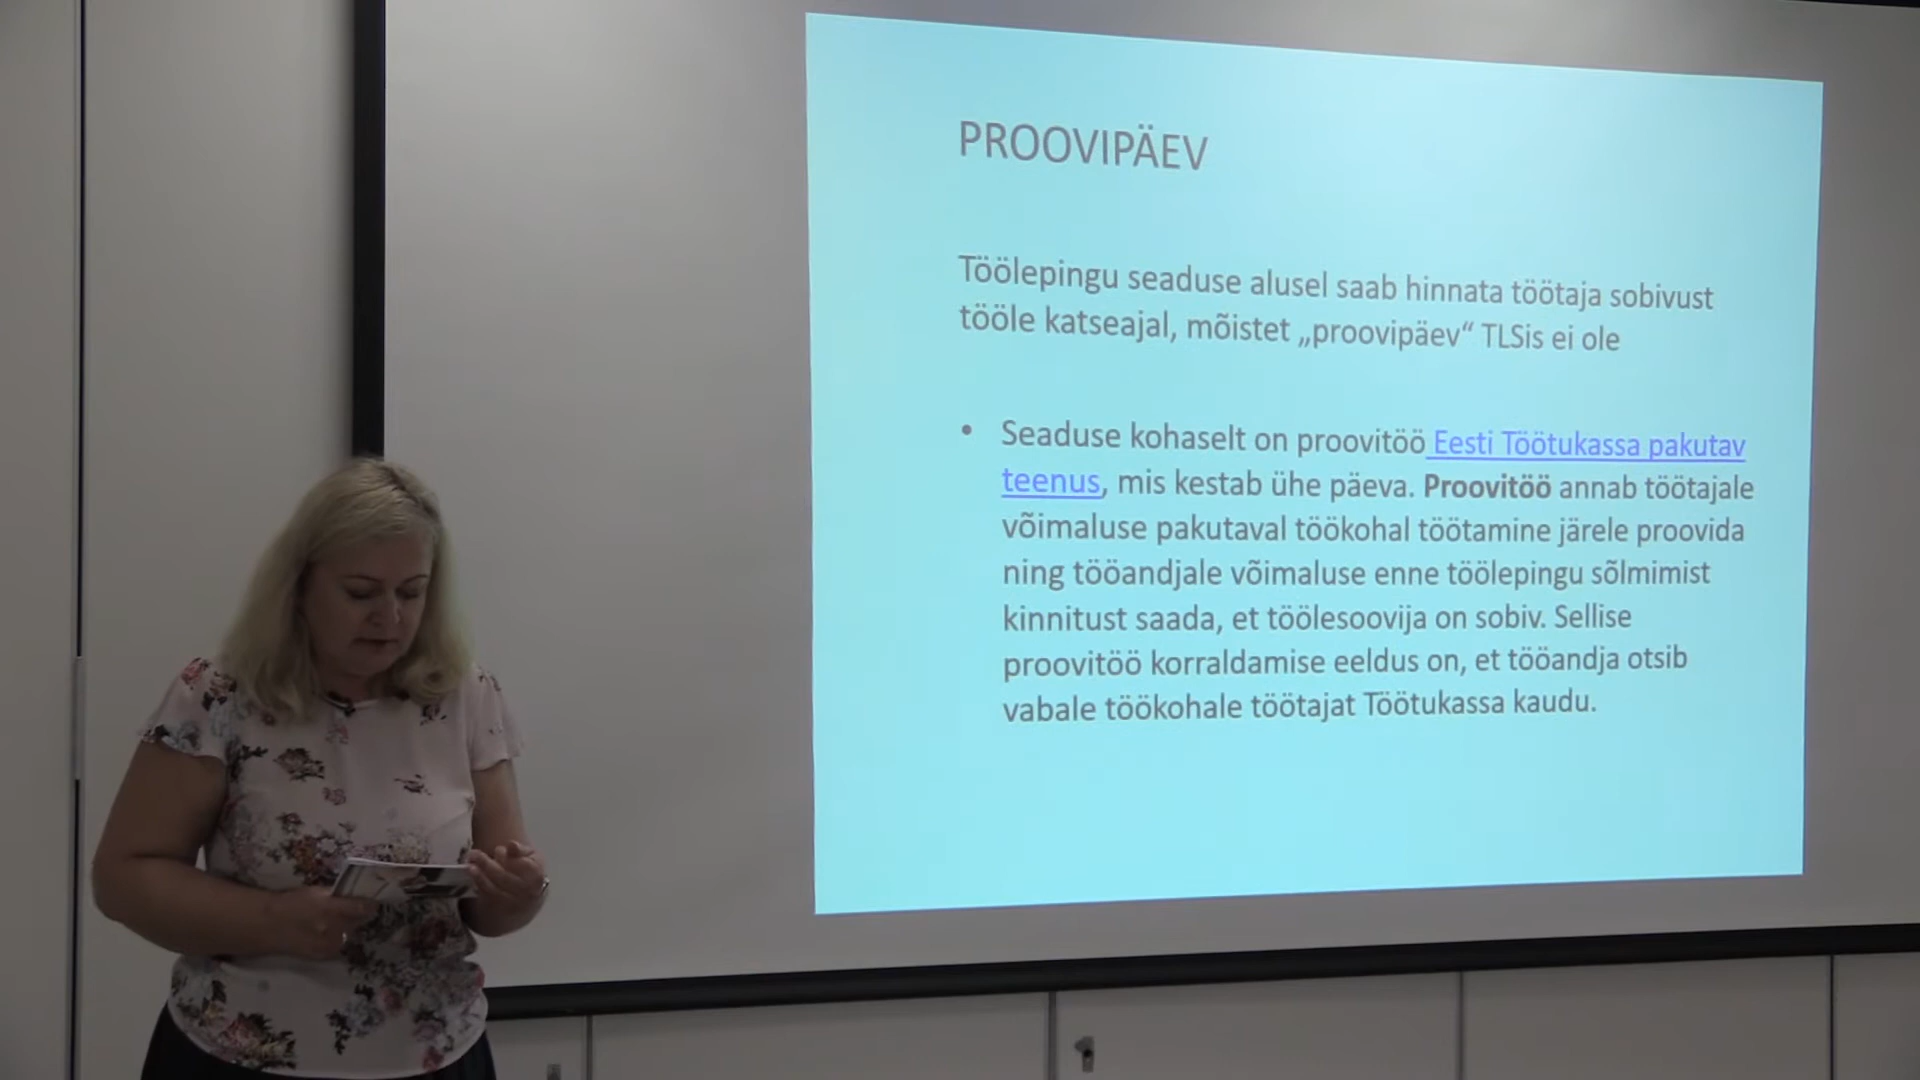 PROOVIPÄEV
Töölepingu seaduse alusel saab hinnata töötaja sobivust
tööle katseajal, mõistet „proovipäev“ TLSis ei ole
• Seaduse kohaselt on proovitöö Eesti Töötukassa pakutav
teenus, mis kestab ühe päeva. Proovitöö annab töötajale
võimaluse pakutaval töökohal töötamine järele proovida
ning tööandjale võimaluse enne töölepingu sõlmimist
kinnitust saada, et töölesoovija on sobiv. Sellise
proovitöö korraldamise eeldus on, et tööandja otsib
vabale töökohale töötajat Töötukassa kaudu.